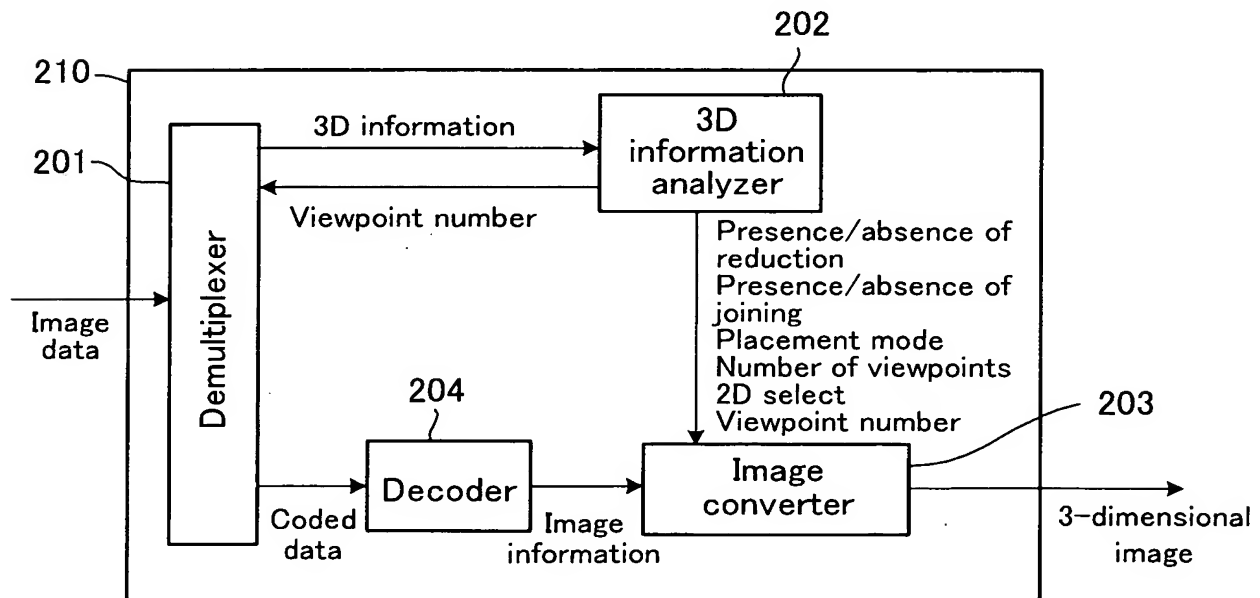 202
210
3D information
3D
information
analyzer
201
Viewpoint number
Demultiplexer
Presence/absence of
reduction
Presence/absence of
joining
Placement mode
Number of viewpoints
2D select
Viewpoint number
Image
data
204
203
Decoder
Image
converter
Coded
data
Image
information
3-dimensional
image